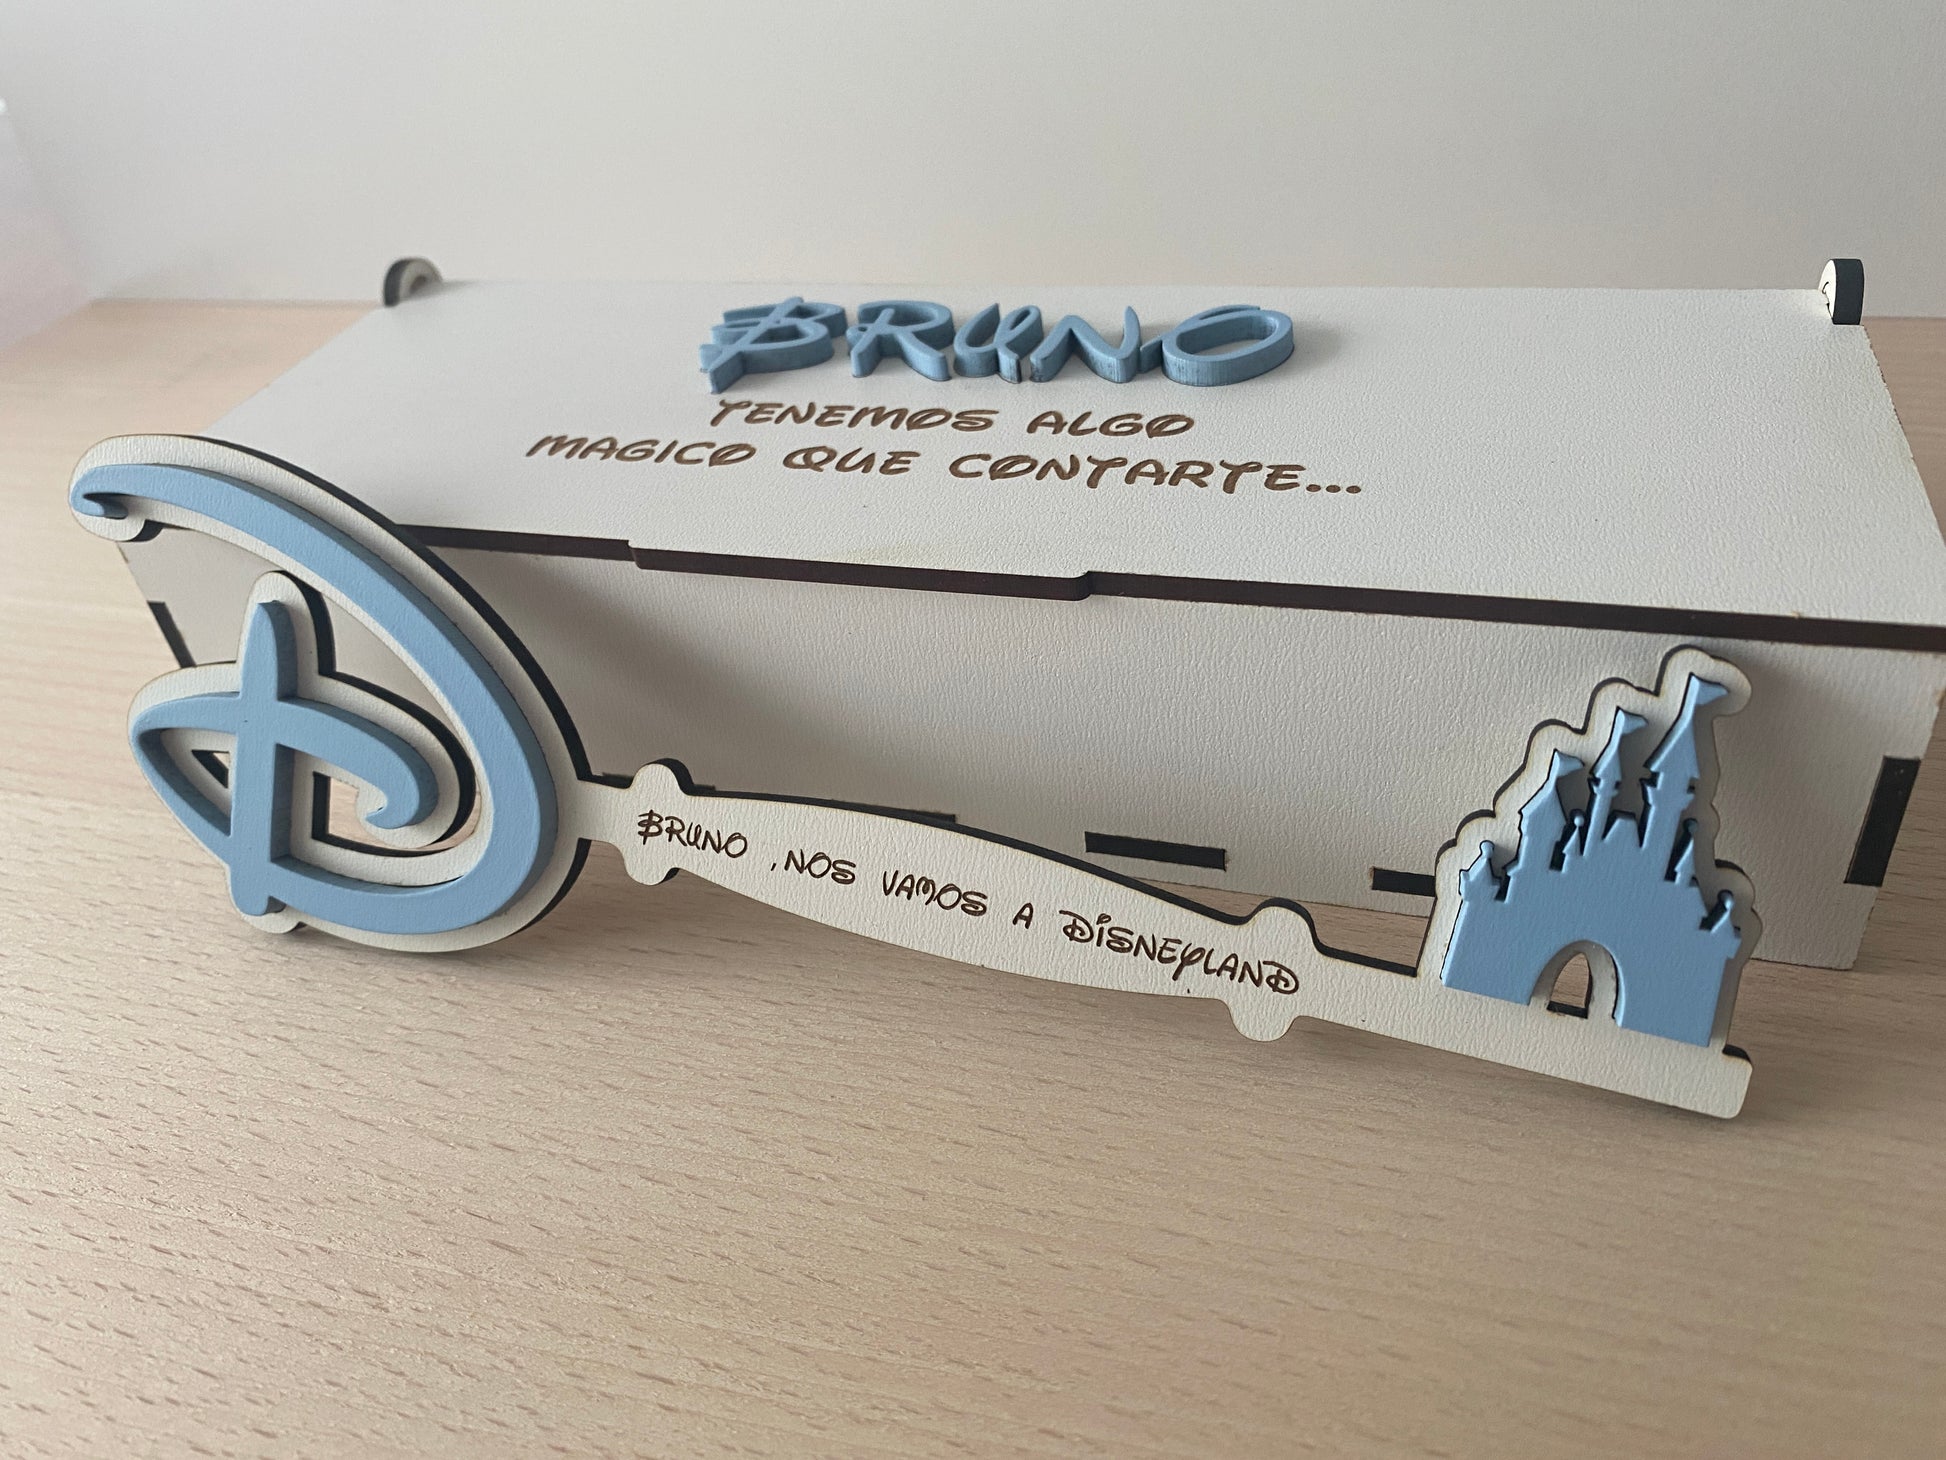 BRUNO
TENEMOS ALGO
MAGICO QUE CONTARTE...
D
BRUNO ,NOS VAMOS A DISNEYLAND